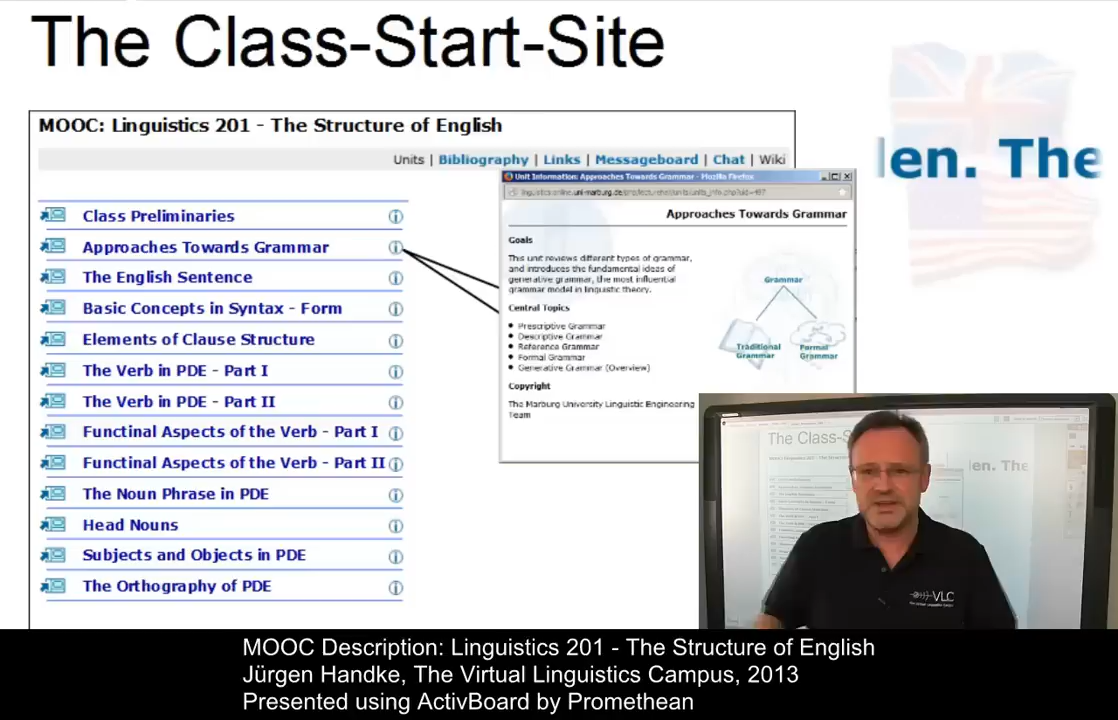 The Class-Start-Site
MOOC: Linguistics 201 - The Structure of English
Units | Bibliography | Links | Messageboard | Chat | Wiki
len. The
Class Preliminaries
Approaches Towards Grammar
The English Sentence
Basic Concepts in Syntax - Form
Elements of Clause Structure
The Verb in PDE - Part I
The Verb in PDE - Part II
Functinal Aspects of the Verb - Part I
Functinal Aspects of the Verb - Part II
The Noun Phrase in PDE
Head Nouns
Subjects and Objects in PDE
The Orthography of PDE
Unit Information: Approaches Towards Grammar - Mozilla Firefox
Approaches Towards Grammar
Goals
This unit reviews different types of grammar,
and introduces the fundamental ideas of
generative grammar, the most influential
grammar model in linguistic theory.
Central Topics
Prescriptive Grammar
Descriptive Grammar
Reference Grammar
Formal Grammar
Generative Grammar (Overview)
Copyright
The Marburg University Linguistic Engineering
Team
Grammar
Traditional
Grammar
Formal
Grammar
The Class-S
len. The
VLC
MOOC Description: Linguistics 201 - The Structure of English
Jürgen Handke, The Virtual Linguistics Campus, 2013
Presented using ActivBoard by Promethean